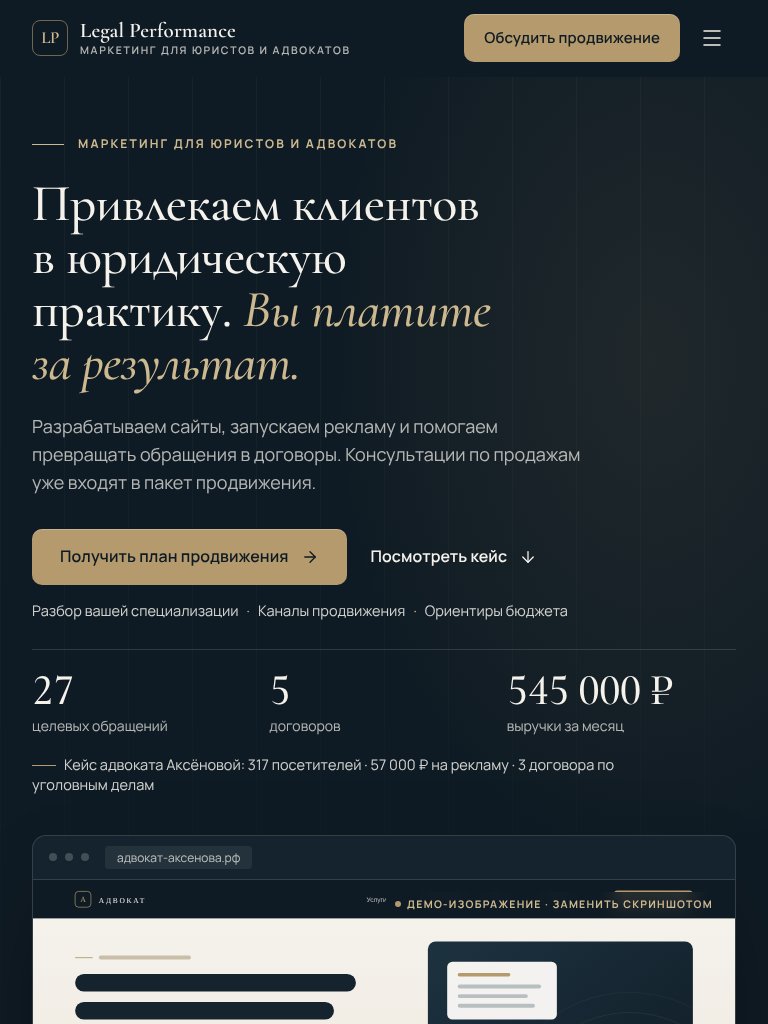 LP
Legal Performance
МАРКЕТИНГ ДЛЯ ЮРИСТОВ И АДВОКАТОВ
Обсудить продвижение
МАРКЕТИНГ ДЛЯ ЮРИСТОВ И АДВОКАТОВ
Привлекаем клиентов
в юридическую
практику. Вы платите
за результат.
Разрабатываем сайты, запускаем рекламу и помогаем
превращать обращения в договоры. Консультации по продажам
уже входят в пакет продвижения.
Получить план продвижения →
Посмотреть кейс ↓
Разбор вашей специализации · Каналы продвижения · Ориентиры бюджета
27
целевых обращений
5
договоров
545 000 ₽
выручки за месяц
Кейс адвоката Аксёновой: 317 посетителей · 57 000 ₽ на рекламу · 3 договора по
уголовным делам
адвокат-аксенова.рф
А
АДВОКАТ
Услуги
ДЕМО-ИЗОБРАЖЕНИЕ · ЗАМЕНИТЬ СКРИНШОТОМ